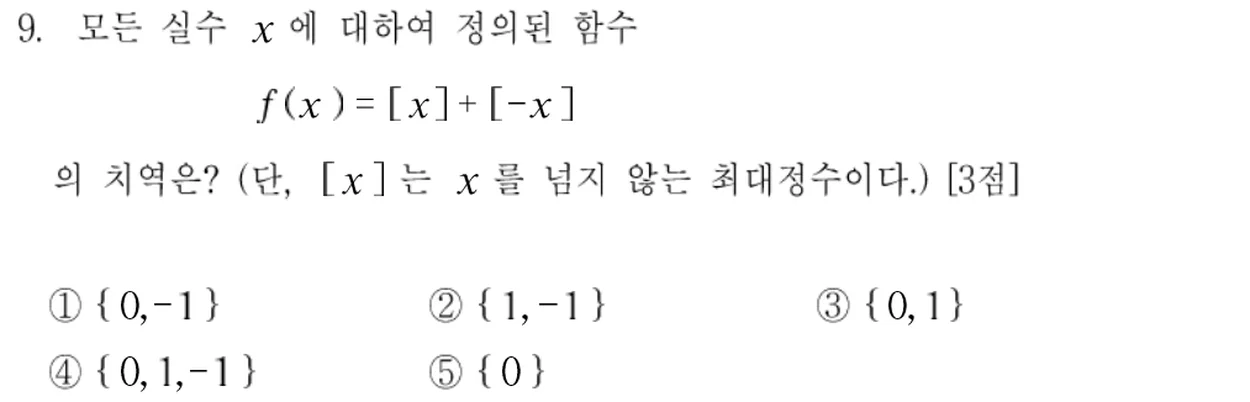 9. 모든 실수 x 에 대하여 정의된 함수
f(x)=[x]+[-x]
의 치역은? (단, [x]는 x 를 넘지 않는 최대정수이다.) [3점]
① {0,-1} ② {1,-1} ③ {0,1}
④ {0,1,-1} ⑤ {0}